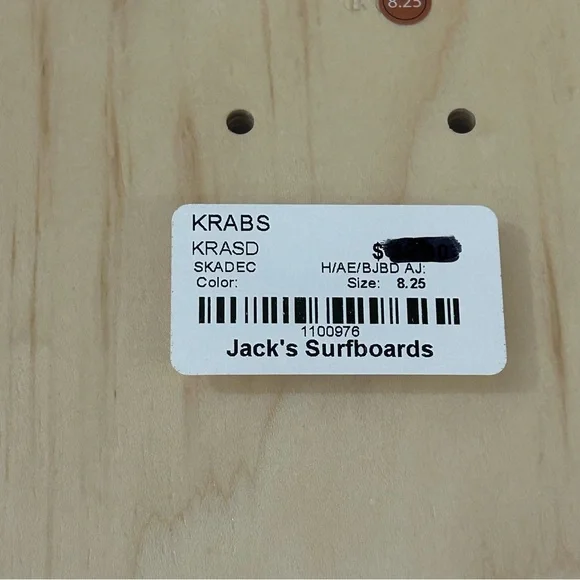 8.25
KRABS
KRASD $
SKADEC H/AE/BJBD AJ:
Color: Size: 8.25
1100976
Jack's Surfboards